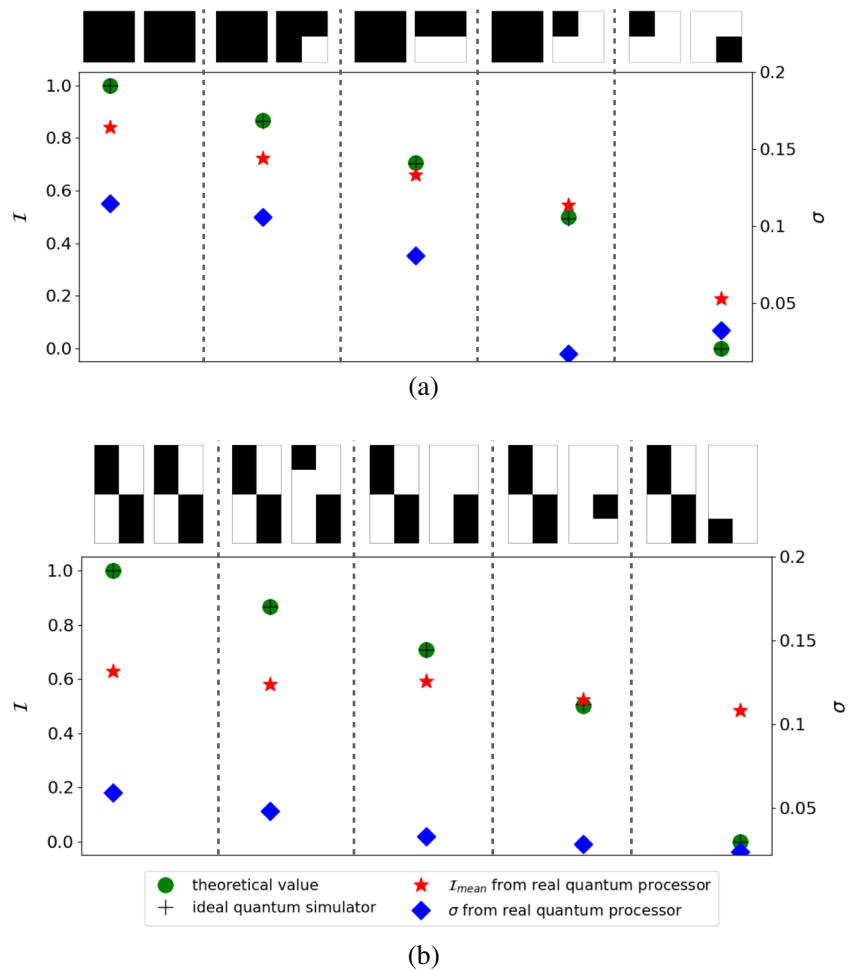 1.0
0.8
0.6
0.4
0.2
0.0
ℐ
0.2
0.15
0.1
0.05
σ
(a)
1.0
0.8
0.6
0.4
0.2
0.0
ℐ
0.2
0.15
0.1
0.05
σ
theoretical value
ideal quantum simulator
ℐmean from real quantum processor
σ from real quantum processor
(b)